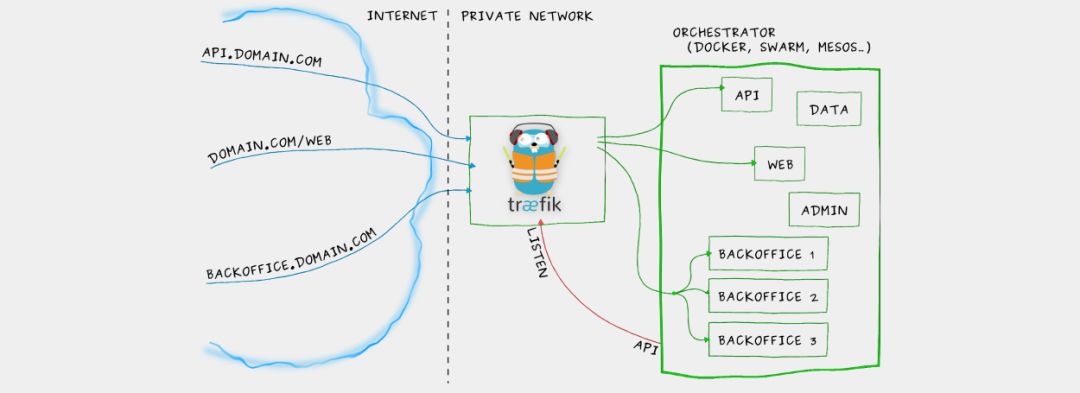 INTERNET
PRIVATE NETWORK
ORCHESTRATOR
(DOCKER, SWARM, MESOS...)
API.DOMAIN.COM
DOMAIN.COM/WEB
BACKOFFICE.DOMAIN.COM
træfik
LISTEN
API
API
DATA
WEB
ADMIN
BACKOFFICE 1
BACKOFFICE 2
BACKOFFICE 3